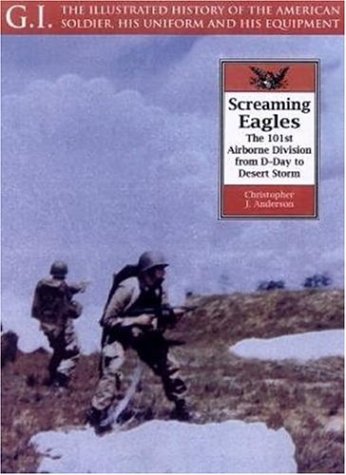 G.I. THE ILLUSTRATED HISTORY OF THE AMERICAN
SOLDIER, HIS UNIFORM AND HIS EQUIPMENT
Screaming
Eagles
The 101st
Airborne Division
from D-Day to
Desert Storm
Christopher
J. Anderson